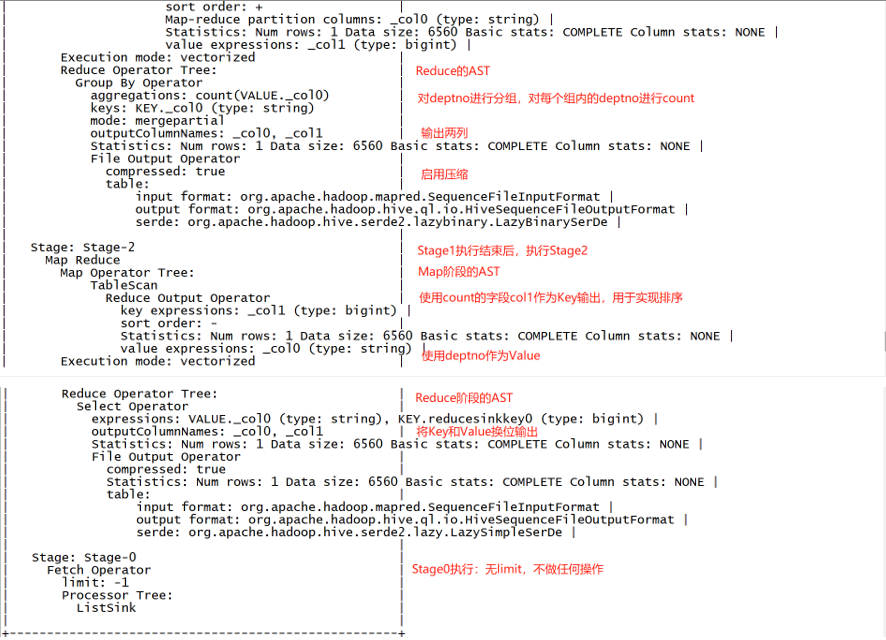 | sort order: + |
| Map-reduce partition columns: _col0 (type: string) |
| Statistics: Num rows: 1 Data size: 6560 Basic stats: COMPLETE Column stats: NONE |
| value expressions: _col1 (type: bigint) |
| Execution mode: vectorized |
| Reduce Operator Tree: | Reduce的AST
| Group By Operator |
| aggregations: count(VALUE._col0) | 对deptno进行分组，对每个组内的deptno进行count
| keys: KEY._col0 (type: string) |
| mode: mergepartial |
| outputColumnNames: _col0, _col1 | 输出两列
| Statistics: Num rows: 1 Data size: 6560 Basic stats: COMPLETE Column stats: NONE |
| File Output Operator |
| compressed: true | 启用压缩
| table: |
| input format: org.apache.hadoop.mapred.SequenceFileInputFormat |
| output format: org.apache.hadoop.hive.ql.io.HiveSequenceFileOutputFormat |
| serde: org.apache.hadoop.hive.serde2.lazybinary.LazyBinarySerDe |
| |
| Stage: Stage-2 | Stage1执行结束后，执行Stage2
| Map Reduce |
| Map Operator Tree: | Map阶段的AST
| TableScan |
| Reduce Output Operator | 使用count的字段col1作为Key输出，用于实现排序
| key expressions: _col1 (type: bigint) |
| sort order: - |
| Statistics: Num rows: 1 Data size: 6560 Basic stats: COMPLETE Column stats: NONE |
| value expressions: _col0 (type: string) | 使用deptno作为Value
| Execution mode: vectorized |
| Reduce Operator Tree: | Reduce阶段的AST
| Select Operator |
| expressions: VALUE._col0 (type: string), KEY.reducesinkkey0 (type: bigint) |
| outputColumnNames: _col0, _col1 | 将Key和Value换位输出
| Statistics: Num rows: 1 Data size: 6560 Basic stats: COMPLETE Column stats: NONE |
| File Output Operator |
| compressed: true |
| Statistics: Num rows: 1 Data size: 6560 Basic stats: COMPLETE Column stats: NONE |
| table: |
| input format: org.apache.hadoop.mapred.SequenceFileInputFormat |
| output format: org.apache.hadoop.hive.ql.io.HiveSequenceFileOutputFormat |
| serde: org.apache.hadoop.hive.serde2.lazy.LazySimpleSerDe |
| |
| Stage: Stage-0 |
| Fetch Operator | Stage0执行：无limit，不做任何操作
| limit: -1 |
| Processor Tree: |
| ListSink |
| |
+----------------------------------------------------+